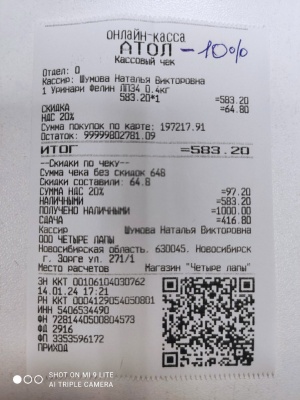 ОНЛАЙН-КАССА
АТОЛ -10%
Кассовый чек
Отдел: 0
Кассир: Шумова Наталья Викторовна
1 Уринари Фелин ЛП34 0.4кг
583.20*1 =583.20
СКИДКА =64.80
НДС 20%
Сумма покупок по карте: 197217.91
Остаток: 99999802781.09
ИТОГ =583.20
--Скидки по чеку--
Сумма чека без скидок 648
Скидки составили: 64.8
СУММА НДС 20% =97.20
НАЛИЧНЫМИ =583.20
ПОЛУЧЕНО НАЛИЧНЫМИ =1000.00
СДАЧА =416.80
Кассир Шумова Наталья Викторовна
ООО ЧЕТЫРЕ ЛАПЫ
Новосибирская область. 630045. Новосибирск
г Зорге ул. 271/1
Место расчетов Магазин "Четыре лапы"
ЗН ККТ 00106104030762
14.01.24 17:21
РН ККТ 0004129054050801
ИНН 5406534490
ФН 7281440500804573
ФД 2916
ФП 3353596172
ПРИХОД
SHOT ON MI 9 LITE
AI TRIPLE CAMERA